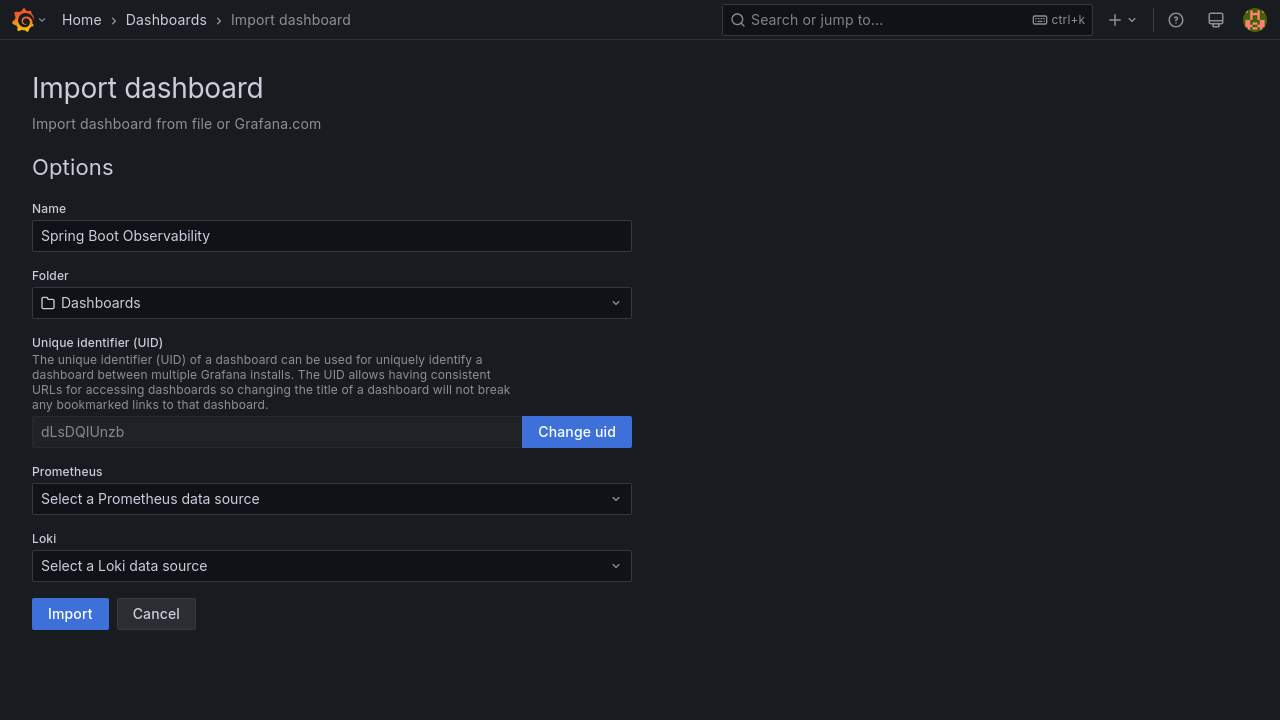 Home
Dashboards
Import dashboard
Search or jump to...
ctrl+k
Import dashboard
Import dashboard from file or Grafana.com
Options
Name
Spring Boot Observability
Folder
Dashboards
Unique identifier (UID)
The unique identifier (UID) of a dashboard can be used for uniquely identify a
dashboard between multiple Grafana installs. The UID allows having consistent
URLs for accessing dashboards so changing the title of a dashboard will not break
any bookmarked links to that dashboard.
dLsDQIUnzb
Change uid
Prometheus
Select a Prometheus data source
Loki
Select a Loki data source
Import
Cancel